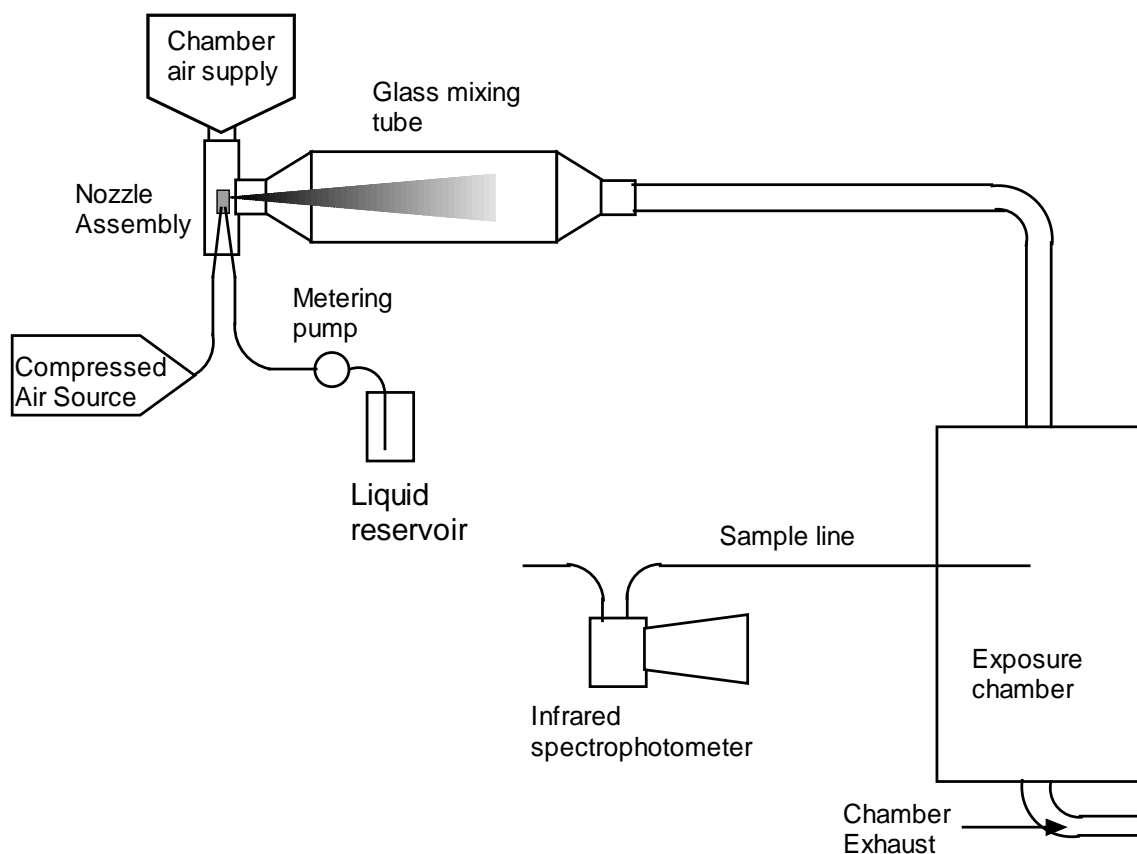 Chamber
air supply
Glass mixing
tube
Nozzle
Assembly
Metering
pump
Compressed
Air Source
Liquid
reservoir
Sample line
Exposure
chamber
Infrared
spectrophotometer
Chamber
Exhaust